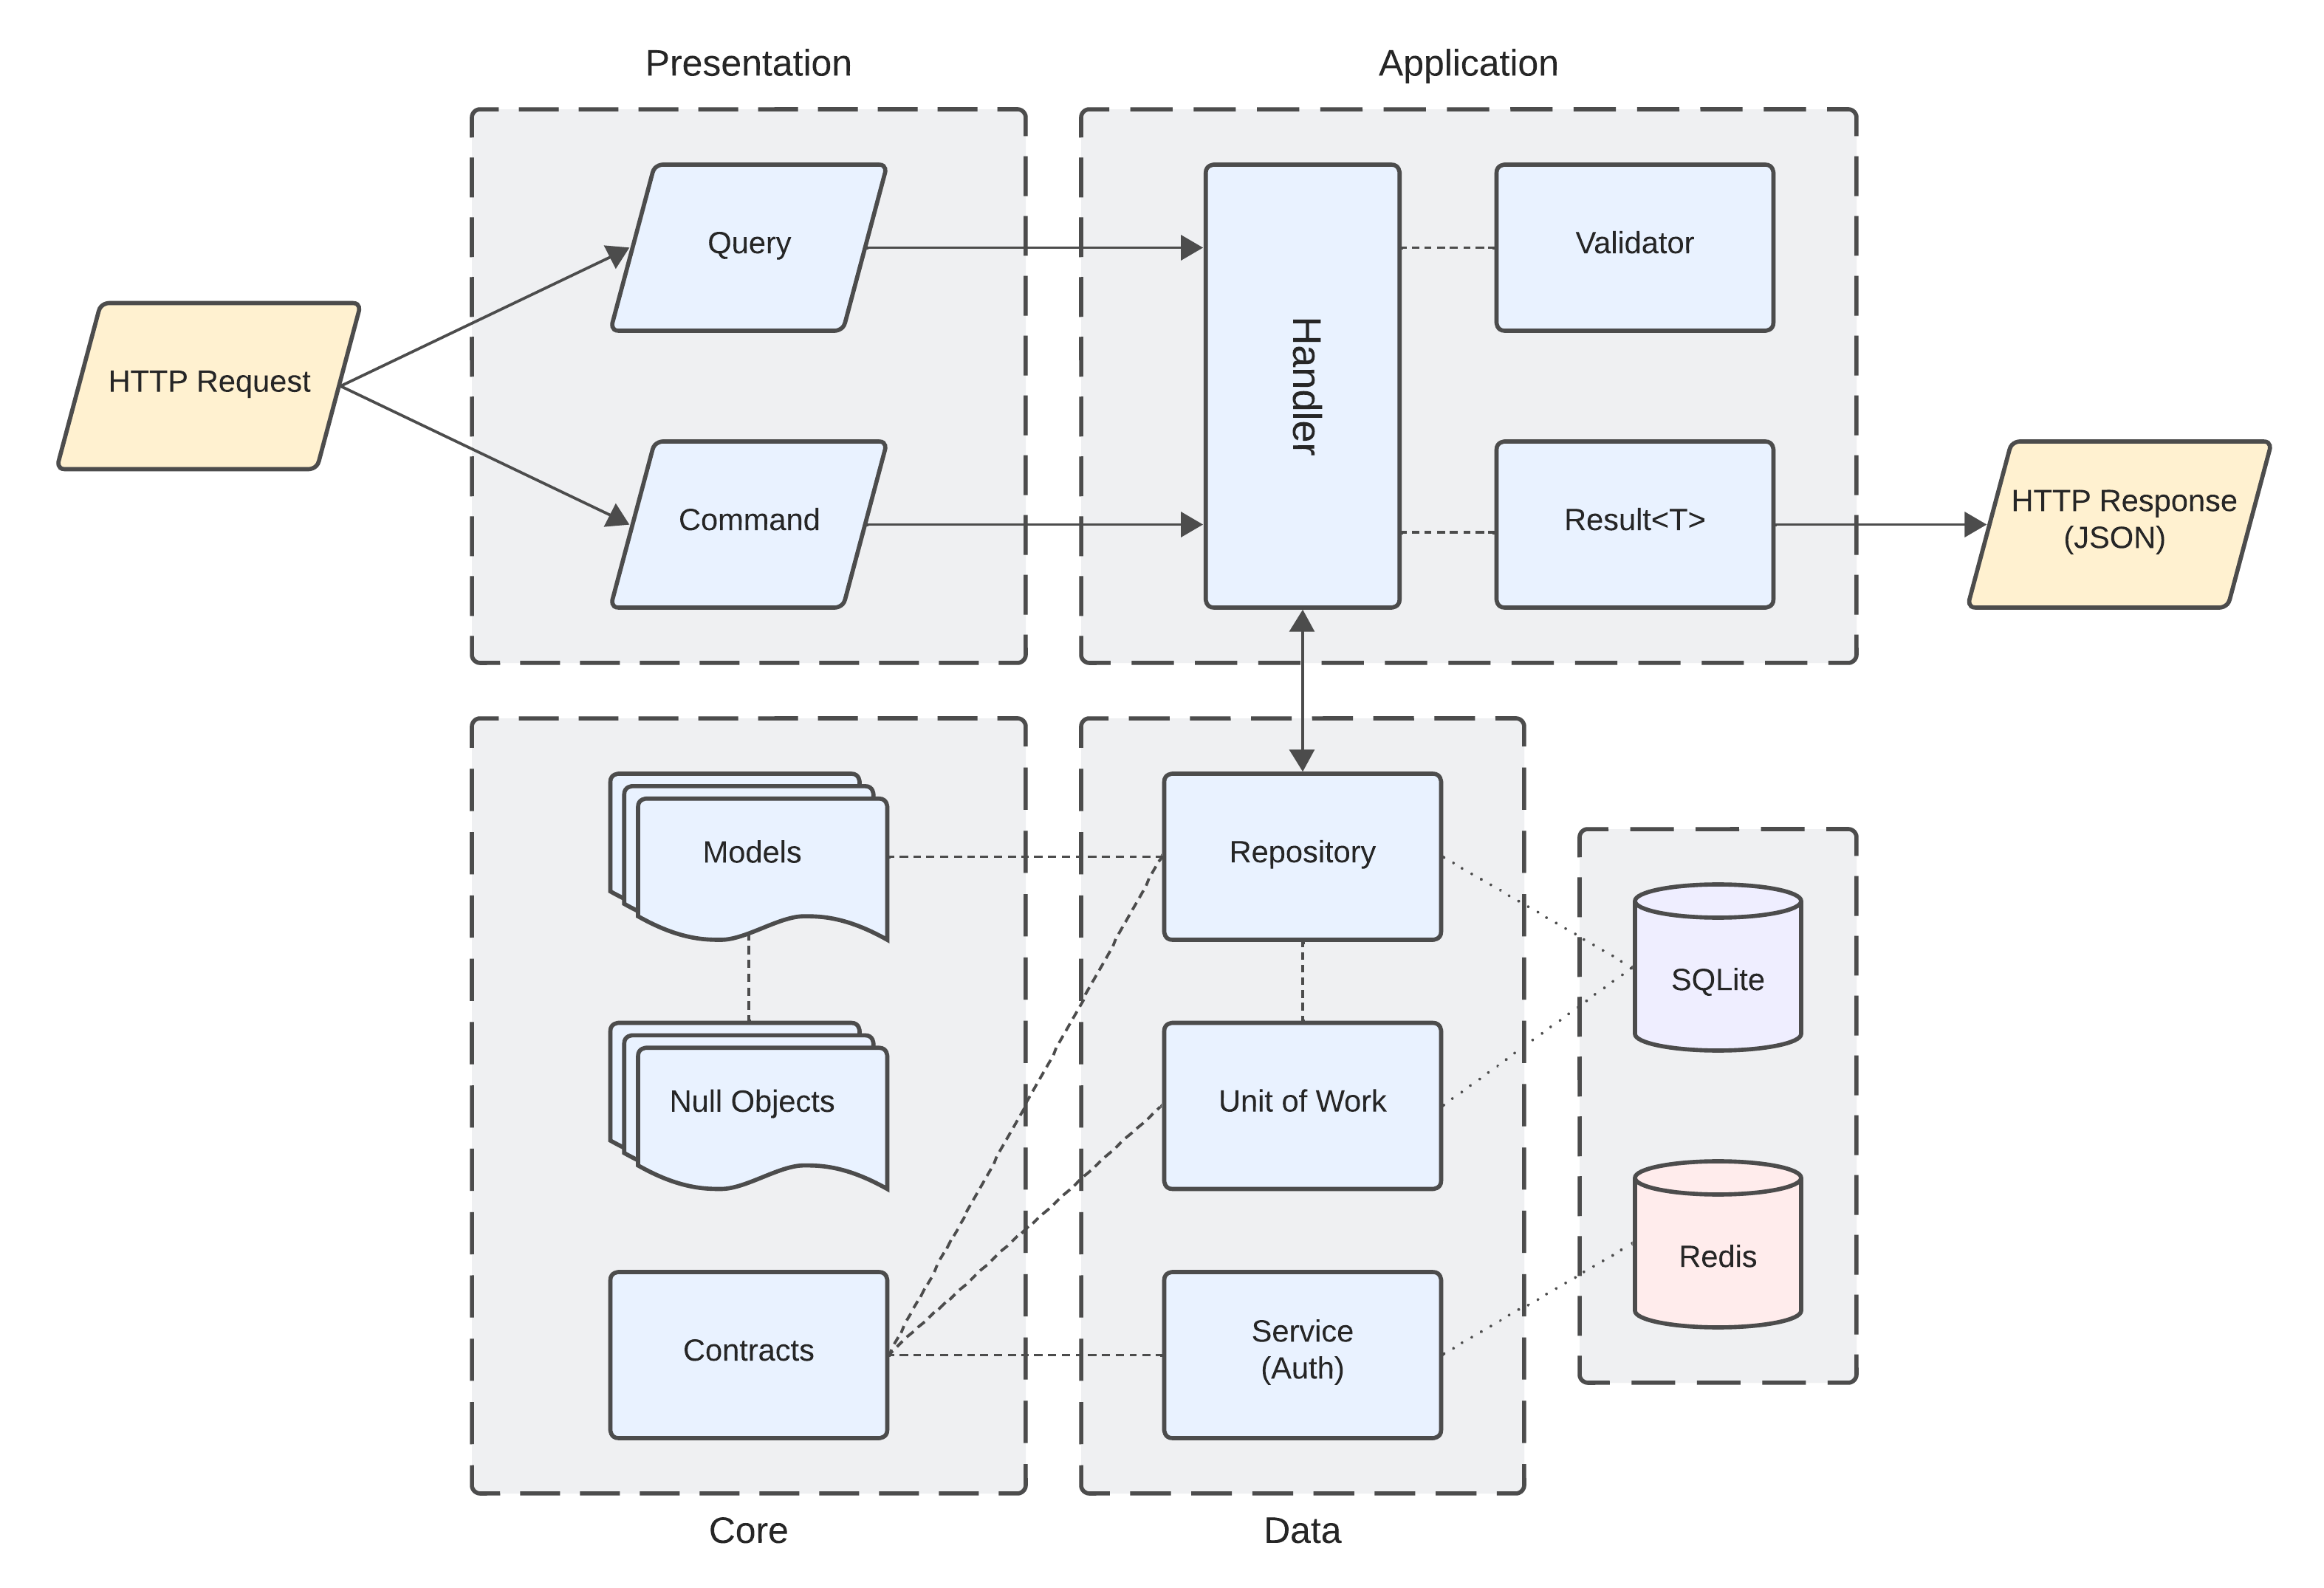 Presentation
Application
Query
Validator
HTTP Request
Handler
Command
Result<T>
HTTP Response
(JSON)
Models
Repository
SQLite
Null Objects
Unit of Work
Redis
Contracts
Service
(Auth)
Core
Data